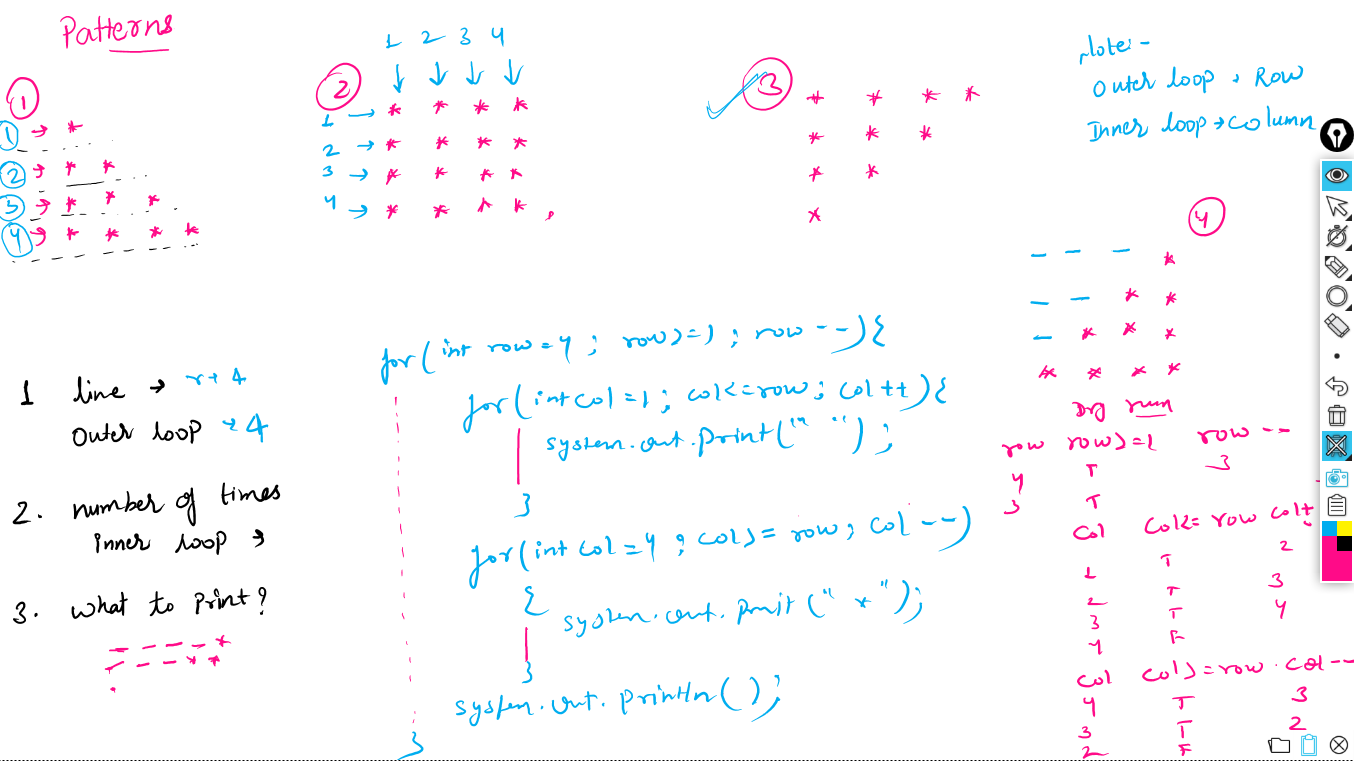 Patterns
1
1 → *
2 → * *
3 → * * *
4 → * * * *
2
1 2 3 4
↓ ↓ ↓ ↓
1 → * * * *
2 → * * * *
3 → * * * *
4 → * * * *
3
* * * *
* * *
* *
*
Note:-
Outer loop → Row
Inner loop → column
4
– – – *
– – * *
– * * *
* * * *
1 line → r→ 4
Outer loop → 4
2. number of times
inner loop →
3. what to print?
– – – – *
– – – * *
for(int row=4; row>=1; row--){
for(int col=1; col<=row; col++){
system.out.print(" ");
}
for(int col=4; col>=row; col--)
{ system.out.print("*");
}
system.out.println();
}
Dry run
row row>=1 row--
4 T 3
3 T
col col<=row col+
1 T 2
2 T 3
3 T 4
4 F
col col>=row col--
4 T 3
3 T 2
2 F